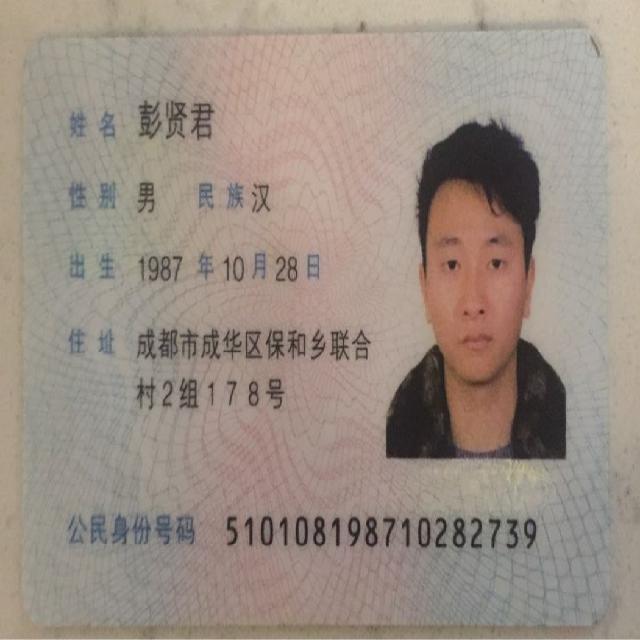 姓名 彭贤君
性别 男 民族 汉
出生 1987 年 10 月 28 日
住址 成都市成华区保和乡联合
村2组178号
公民身份号码 510108198710282739